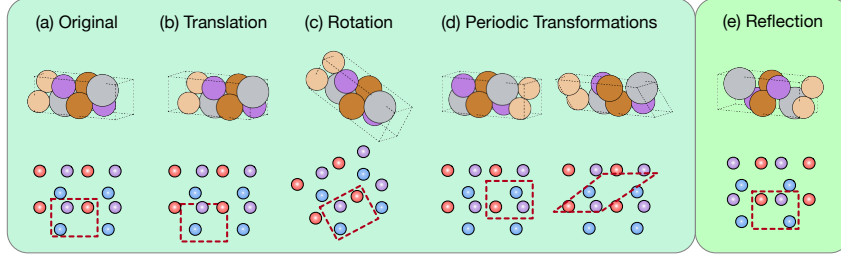 (a) Original (b) Translation (c) Rotation (d) Periodic Transformations (e) Reflection